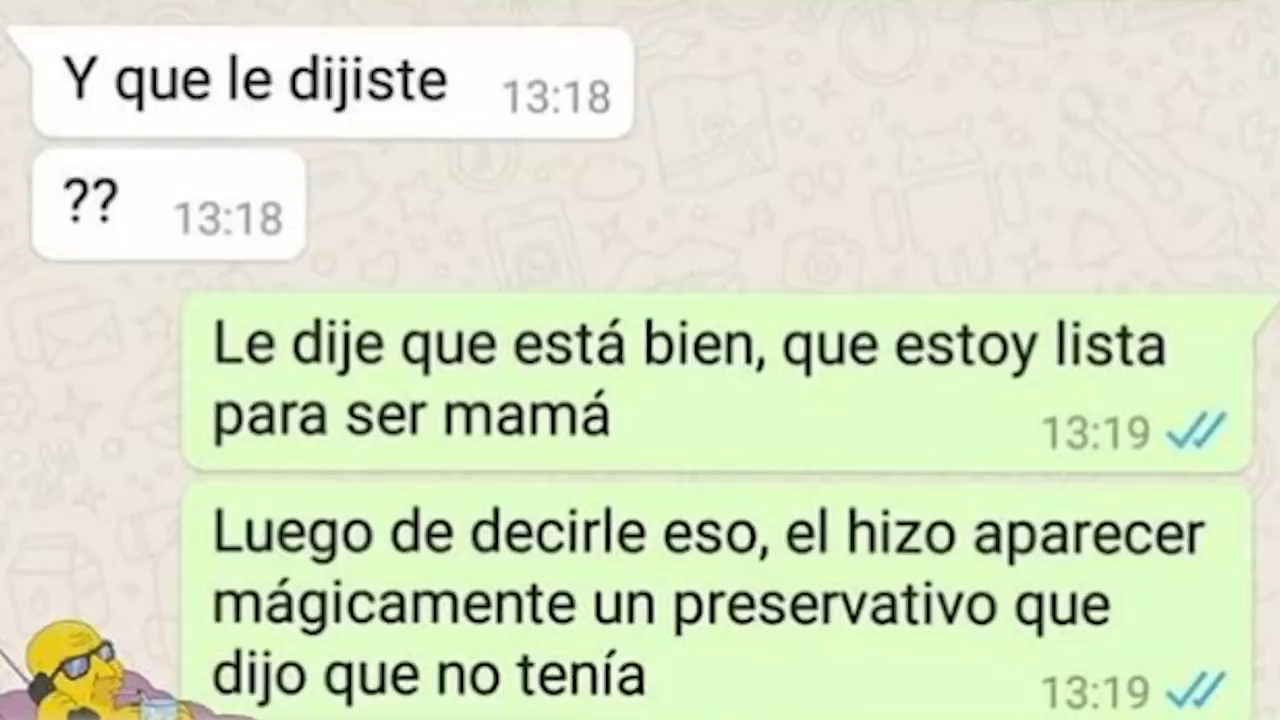 Y que le dijiste 13:18
?? 13:18
Le dije que está bien, que estoy lista
para ser mamá 13:19
Luego de decirle eso, el hizo aparecer
mágicamente un preservativo que
dijo que no tenía 13:19